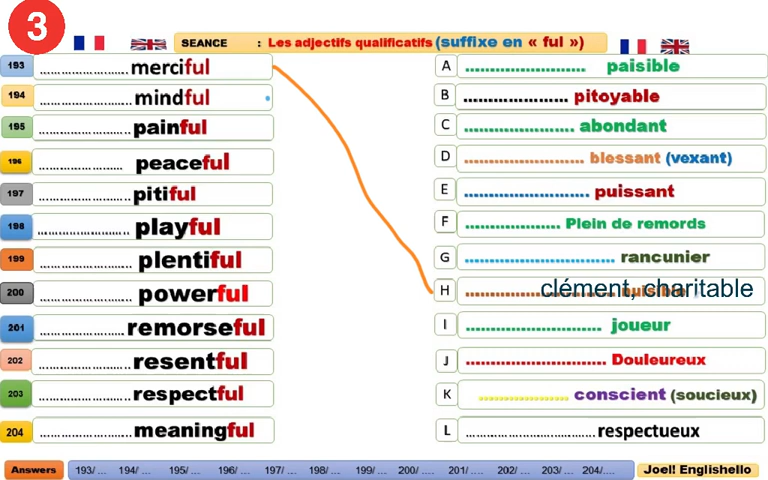 3
SEANCE : Les adjectifs qualificatifs (suffixe en « ful »)
193 ........................merciful
A ........................ paisible
194 ........................mindful
B ........................ pitoyable
195 ........................ painful
C ........................ abondant
196 ........................ peaceful
D ........................ blessant (vexant)
197 ........................ pitiful
E ........................ puissant
198 ........................ playful
F ........................ Plein de remords
199 ........................ plentiful
G ........................ rancunier
200 ........................ powerful
H ........................ clément, charitable
201 ........................ remorseful
I ........................ joueur
202 ........................ resentful
J ........................ Douleureux
203 ........................ respectful
K ........................ conscient (soucieux)
204 ........................ meaningful
L ........................ respectueux
Answers 193/ ... 194/ ... 195/ ... 196/ ... 197/ ... 198/ ... 199/ ... 200/ .... 201/ ... 202/ ... 203/ ... 204/.... Joel! Englishello